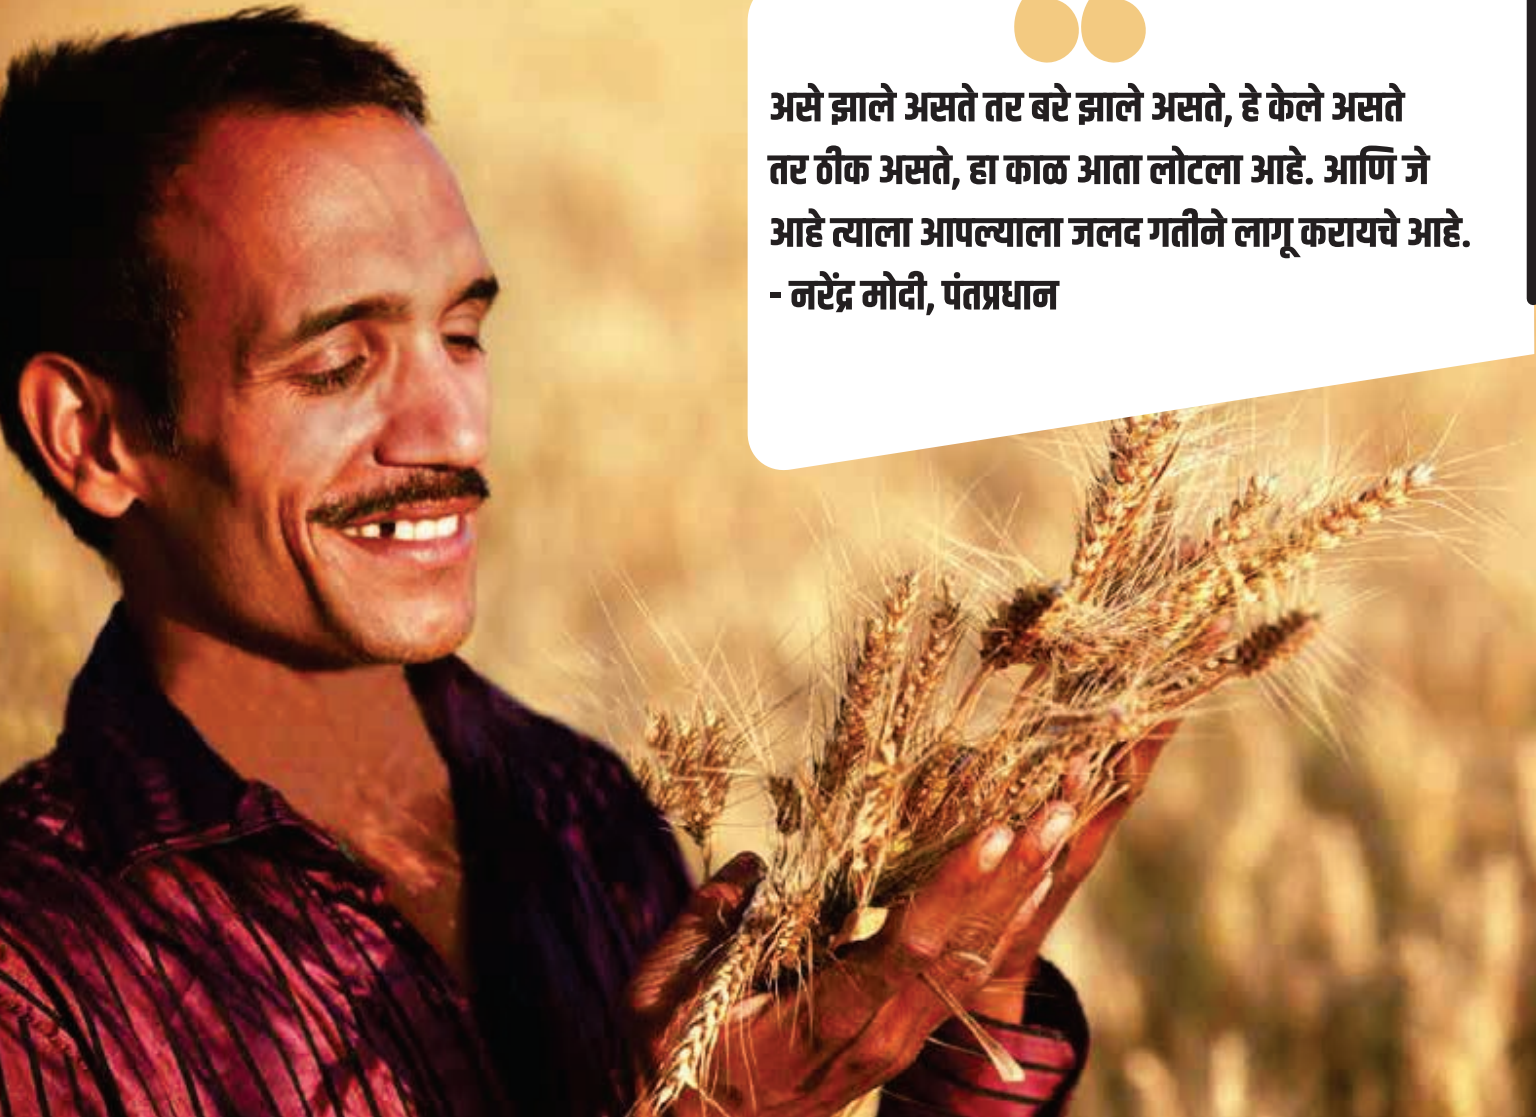 असे झाले असते तर बरे झाले असते, हे केले असते
तर ठीक असते, हा काळ आता लोटला आहे. आणि जे
आहे त्याला आपल्याला जलद गतीने लागू करायचे आहे.
- नरेंद्र मोदी, पंतप्रधान